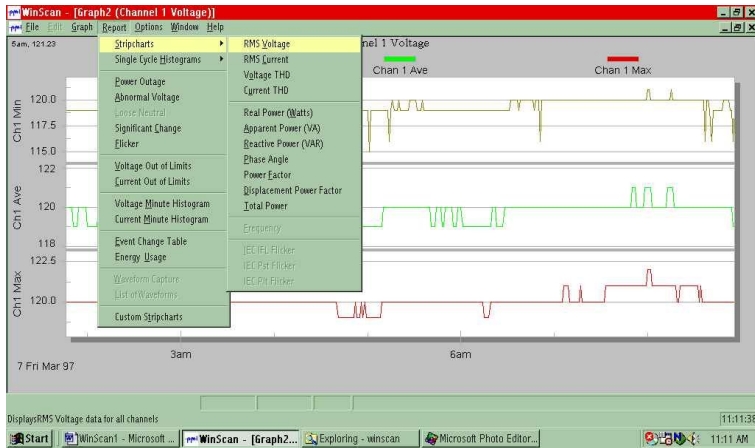 WinScan - [Graph2 (Channel 1 Voltage)]
File Edit Graph Report Options Window Help
6am, 121.23
nel 1 Voltage
Chan 1 Ave
Chan 1 Max
Stripcharts
Single Cycle Histograms
Power Outage
Abnormal Voltage
Loose Neutral
Significant Change
Flicker
Voltage Out of Limits
Current Out of Limits
Voltage Minute Histogram
Current Minute Histogram
Event Change Table
Energy Usage
Waveform Capture
List of Waveforms
Custom Stripcharts
RMS Voltage
RMS Current
Voltage THD
Current THD
Real Power (Watts)
Apparent Power (VA)
Reactive Power (VAR)
Phase Angle
Power Factor
Displacement Power Factor
Total Power
Frequency
IEC IFL Flicker
IEC Pst Flicker
IEC Plt Flicker
Ch1 Min
120.0
117.5
115.0
Ch1 Ave
122
120
118
Ch1 Max
122.5
120.0
3am
6am
7 Fri Mar 97
DisplaysRMS Voltage data for all channels
11:11:38
Start
WinScan1 - Microsoft ...
WinScan - [Graph2...
Exploring - winscan
Microsoft Photo Editor...
11:11 AM